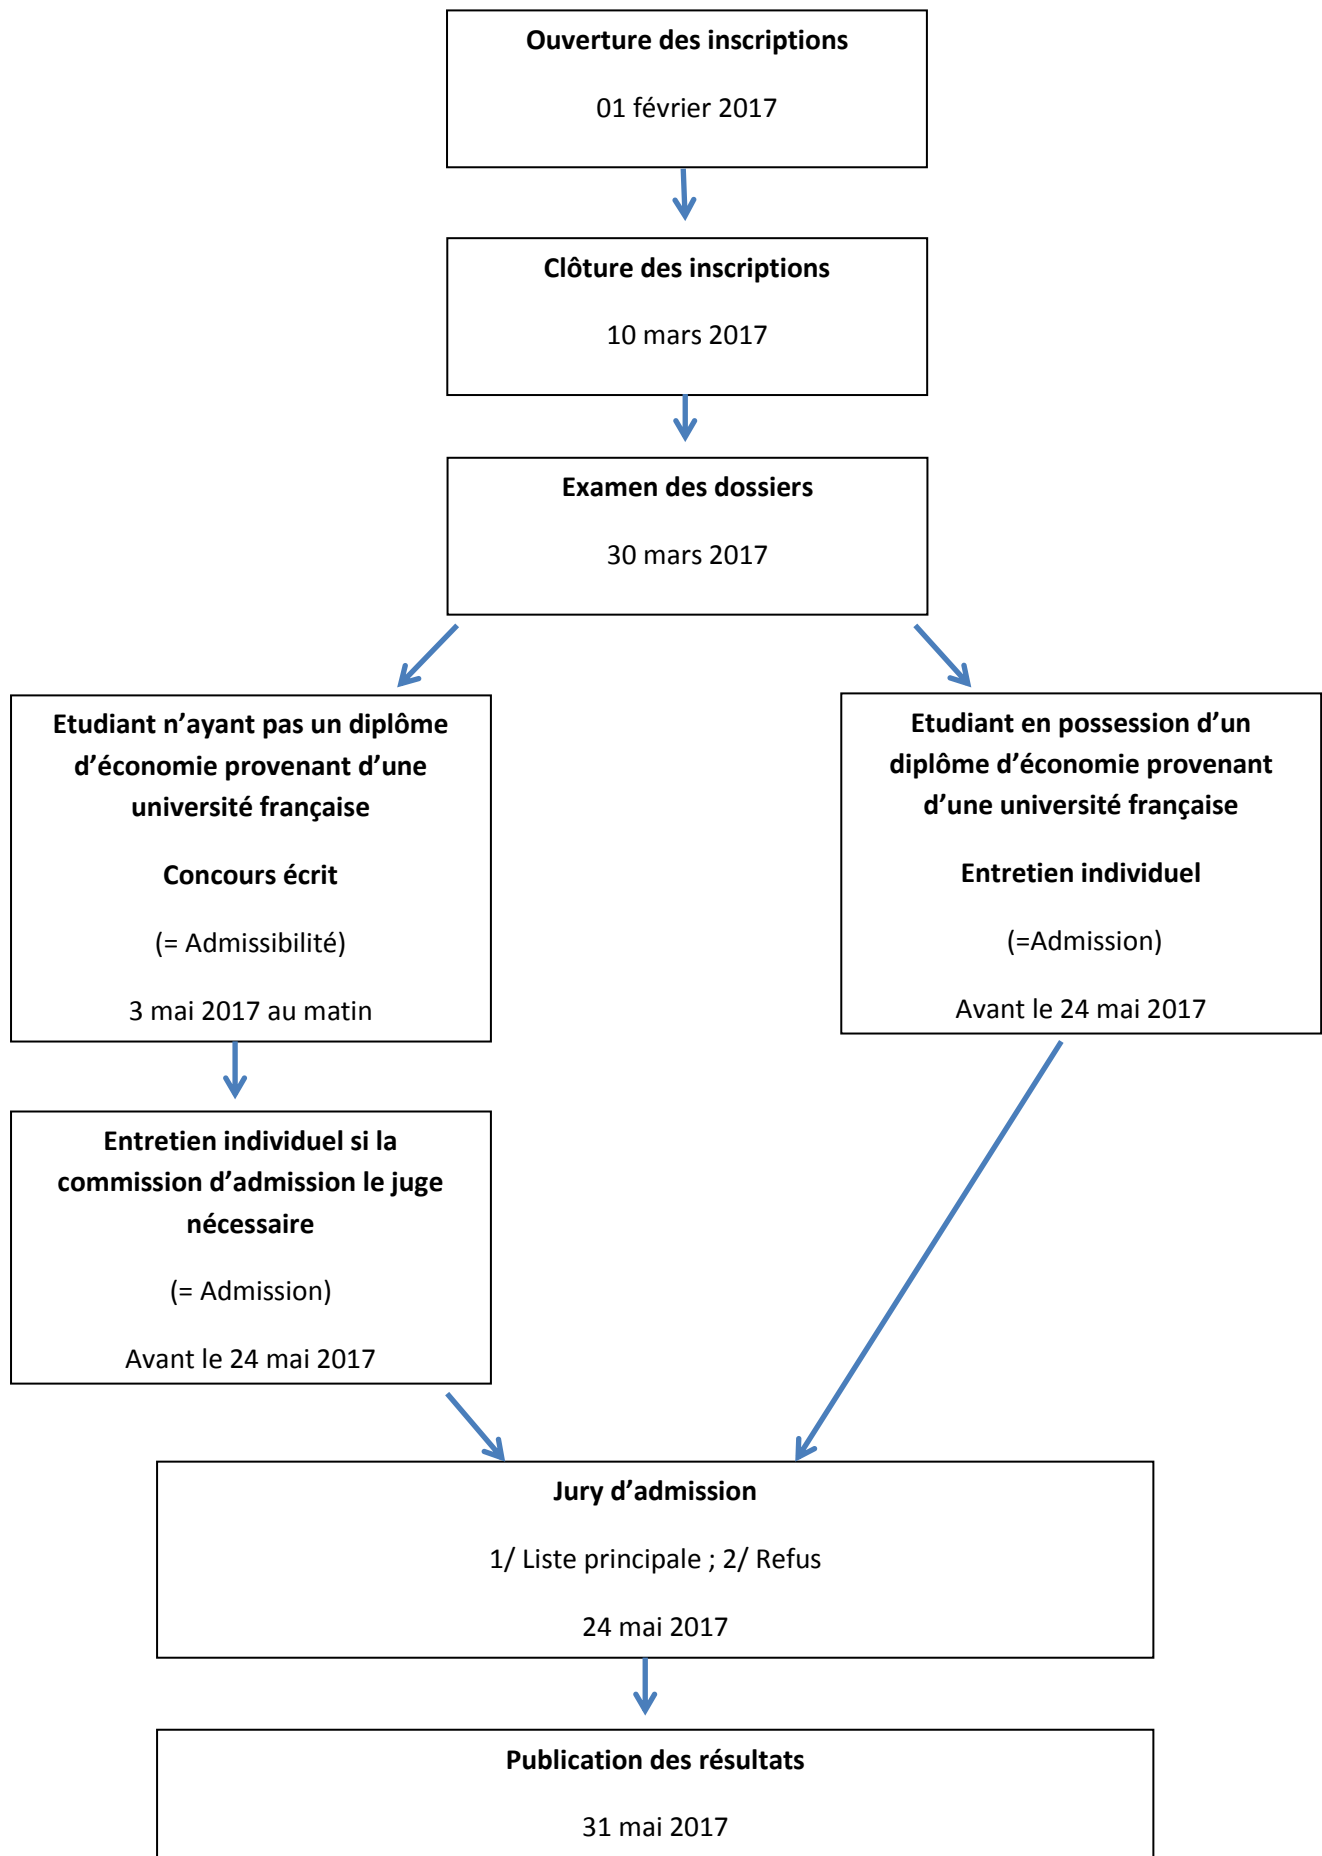 Ouverture des inscriptions
01 février 2017
Clôture des inscriptions
10 mars 2017
Examen des dossiers
30 mars 2017
Etudiant n’ayant pas un diplôme
d’économie provenant d’une
université française
Concours écrit
(= Admissibilité)
3 mai 2017 au matin
Etudiant en possession d’un
diplôme d’économie provenant
d’une université française
Entretien individuel
(=Admission)
Avant le 24 mai 2017
Entretien individuel si la
commission d’admission le juge
nécessaire
(= Admission)
Avant le 24 mai 2017
Jury d’admission
1/ Liste principale ; 2/ Refus
24 mai 2017
Publication des résultats
31 mai 2017